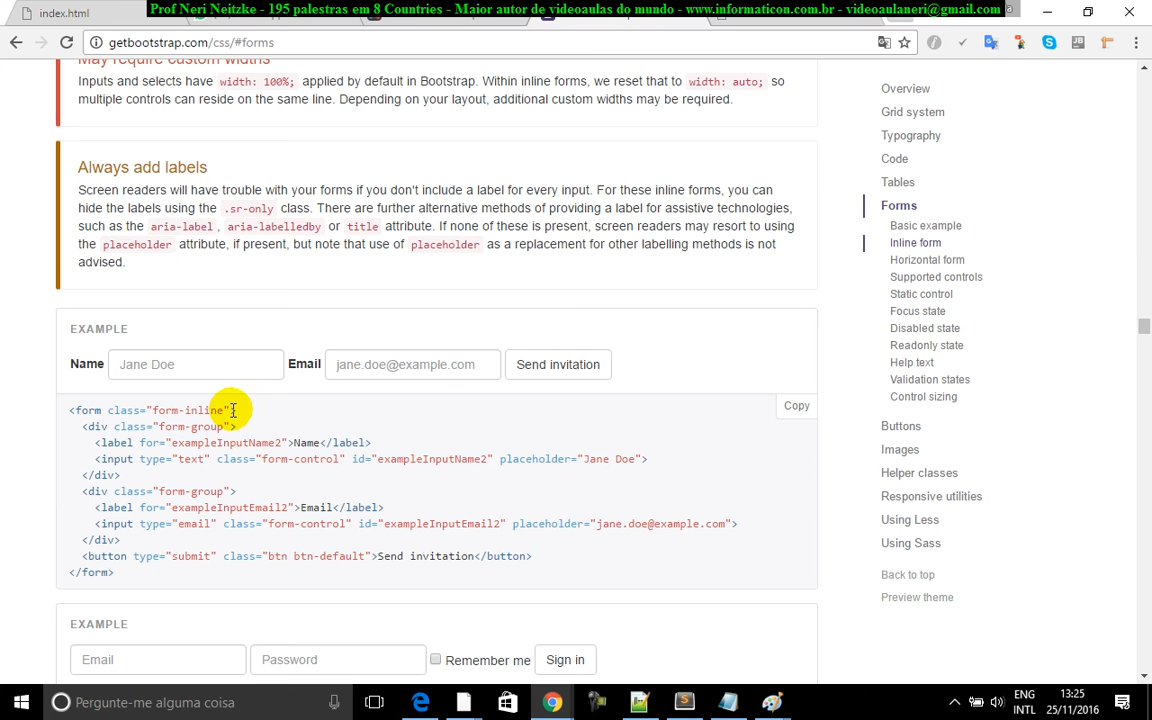 index.html
Prof Neri Neitzke - 195 palestras em 8 Countries - Maior autor de videoaulas do mundo - www.informaticon.com.br - videoaulaneri@gmail.com
getbootstrap.com/css/#forms
May require custom widths
Inputs and selects have width: 100%; applied by default in Bootstrap. Within inline forms, we reset that to width: auto; so
multiple controls can reside on the same line. Depending on your layout, additional custom widths may be required.
Always add labels
Screen readers will have trouble with your forms if you don't include a label for every input. For these inline forms, you can
hide the labels using the .sr-only class. There are further alternative methods of providing a label for assistive technologies,
such as the aria-label, aria-labelledby or title attribute. If none of these is present, screen readers may resort to using
the placeholder attribute, if present, but note that use of placeholder as a replacement for other labelling methods is not
advised.
EXAMPLE
Name Jane Doe Email jane.doe@example.com Send invitation
Copy
<form class="form-inline">
<div class="form-group">
<label for="exampleInputName2">Name</label>
<input type="text" class="form-control" id="exampleInputName2" placeholder="Jane Doe">
</div>
<div class="form-group">
<label for="exampleInputEmail2">Email</label>
<input type="email" class="form-control" id="exampleInputEmail2" placeholder="jane.doe@example.com">
</div>
<button type="submit" class="btn btn-default">Send invitation</button>
</form>
EXAMPLE
Email Password Remember me Sign in
Overview
Grid system
Typography
Code
Tables
Forms
Basic example
Inline form
Horizontal form
Supported controls
Static control
Focus state
Disabled state
Readonly state
Help text
Validation states
Control sizing
Buttons
Images
Helper classes
Responsive utilities
Using Less
Using Sass
Back to top
Preview theme
Pergunte-me alguma coisa
ENG
INTL
13:25
25/11/2016